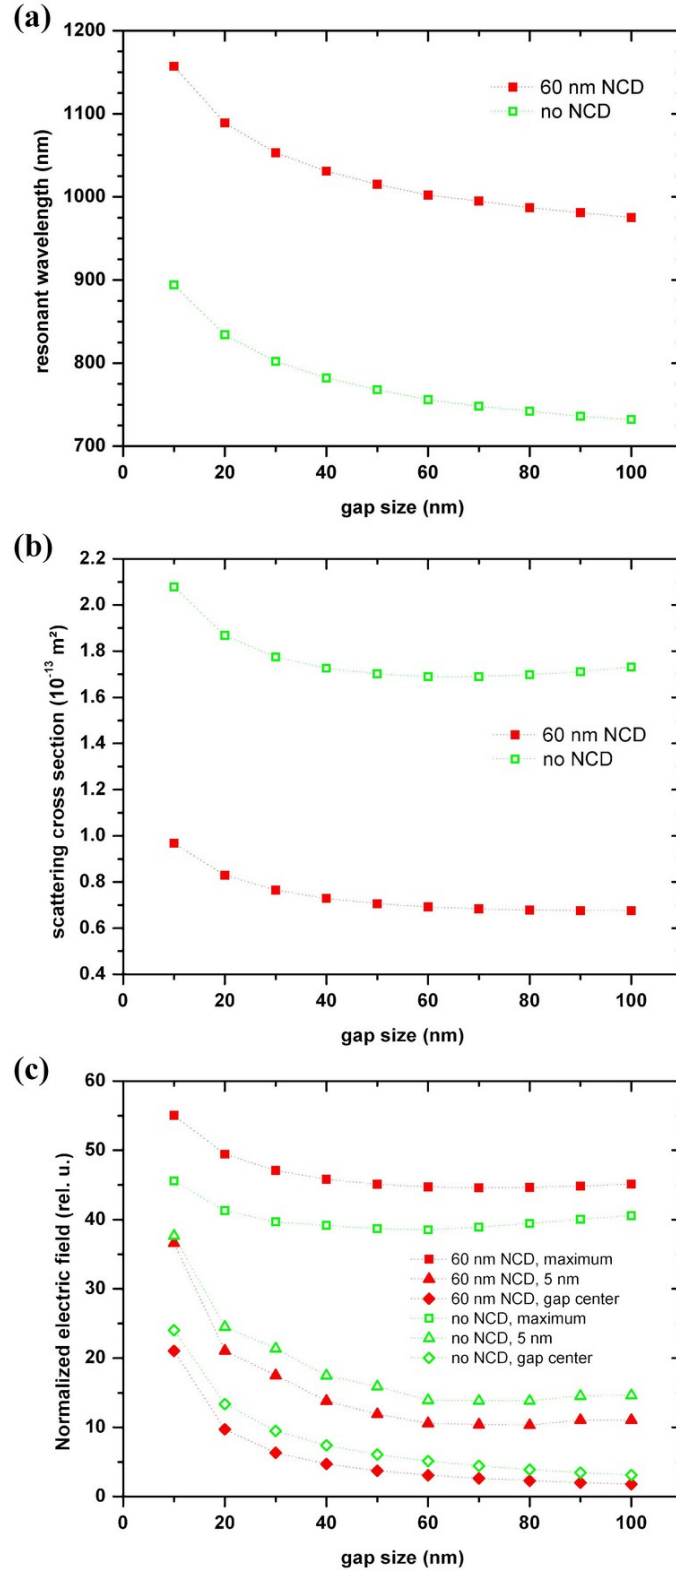 (a)
1200
1100
1000
900
800
700
resonant wavelength (nm)
60 nm NCD
no NCD
0 20 40 60 80 100
gap size (nm)
(b)
2.2
2.0
1.8
1.6
1.4
1.2
1.0
0.8
0.6
0.4
scattering cross section (10⁻¹³ m²)
60 nm NCD
no NCD
0 20 40 60 80 100
gap size (nm)
(c)
60
50
40
30
20
10
0
Normalized electric field (rel. u.)
60 nm NCD, maximum
60 nm NCD, 5 nm
60 nm NCD, gap center
no NCD, maximum
no NCD, 5 nm
no NCD, gap center
0 20 40 60 80 100
gap size (nm)